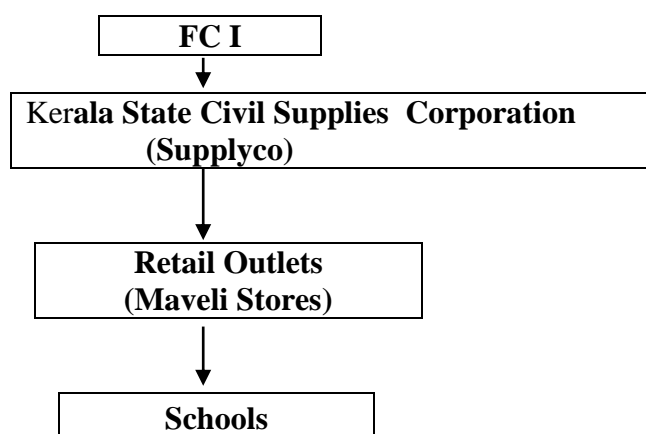 FC I
Kerala State Civil Supplies Corporation
(Supplyco)
Retail Outlets
(Maveli Stores)
Schools